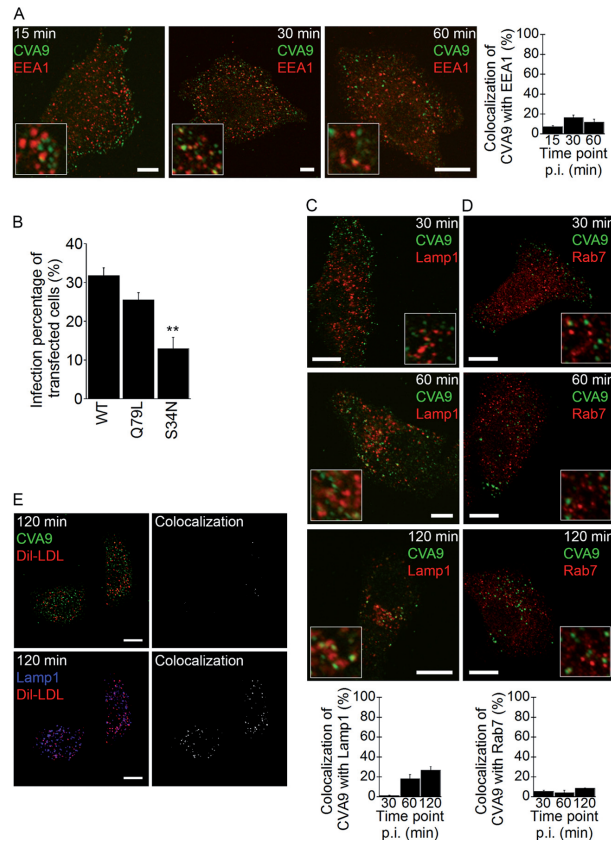 A
15 min
CVA9
EEA1
30 min
CVA9
EEA1
60 min
CVA9
EEA1
Colocalization of
CVA9 with EEA1 (%)
100
80
60
40
20
0
15 30 60
Time point
p.i. (min)
B
Infection percentage of
transfected cells (%)
40
30
20
10
0
WT
Q79L
S34N
**
C
30 min
CVA9
Lamp1
60 min
CVA9
Lamp1
120 min
CVA9
Lamp1
Colocalization of
CVA9 with Lamp1 (%)
100
80
60
40
20
0
30 60 120
Time point
p.i. (min)
D
30 min
CVA9
Rab7
60 min
CVA9
Rab7
120 min
CVA9
Rab7
Colocalization of
CVA9 with Rab7 (%)
100
80
60
40
20
0
30 60 120
Time point
p.i. (min)
E
120 min
CVA9
Dil-LDL
Colocalization
120 min
Lamp1
Dil-LDL
Colocalization